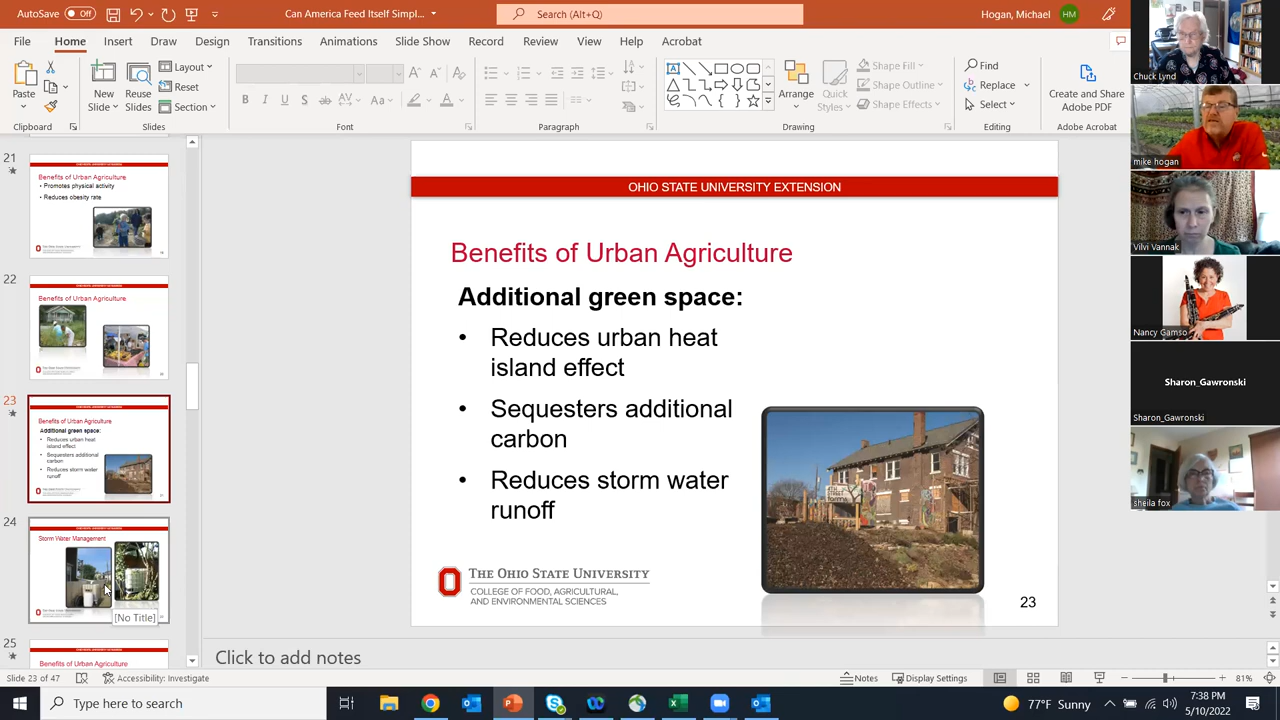 AutoSave Off
Can America Feed Itself Sometim...
Hogan, Michael HM
File Home Insert Draw Design Transitions Animations Slide Show Record Review View Help Acrobat
Paste
Clipboard
New Slide
Reuse Slides
Layout
Reset
Section
Slides
Font
Paragraph
Arrange
Quick Styles
Shape Fill
Shape Outline
Shape Effects
Drawing
Find
Replace
Select
Editing
Create and Share Adobe PDF
Adobe Acrobat
21
Benefits of Urban Agriculture
• Promotes physical activity
• Reduces obesity rate
22
Benefits of Urban Agriculture
23
Benefits of Urban Agriculture
Additional green space:
• Reduces urban heat
island effect
• Sequesters additional
carbon
• Reduces storm water
runoff
24
Storm Water Management
[No Title]
25
Benefits of Urban Agriculture
OHIO STATE UNIVERSITY EXTENSION
Benefits of Urban Agriculture
Additional green space:
• Reduces urban heat
island effect
• Sequesters additional
carbon
• Reduces storm water
runoff
THE OHIO STATE UNIVERSITY
COLLEGE OF FOOD, AGRICULTURAL,
AND ENVIRONMENTAL SCIENCES
23
Click to add notes
Slide 23 of 47
Accessibility: Investigate
Notes
Display Settings
81%
Type here to search
77°F Sunny
7:38 PM
5/10/2022
Chuck Lynd
mike hogan
Vilvi Vannak
Nancy Gamso
Sharon_Gawronski
Sharon_Gawronski
sheila fox